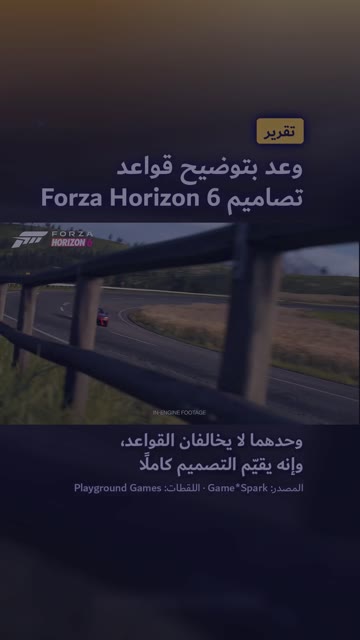 تقرير
وعد بتوضيح قواعد
تصاميم Forza Horizon 6
FORZA
HORIZON 6
IN-ENGINE FOOTAGE
وحدهما لا يخالفان القواعد،
وإنه يقيّم التصميم كاملًا
المصدر: Game*Spark · اللقطات: Playground Games